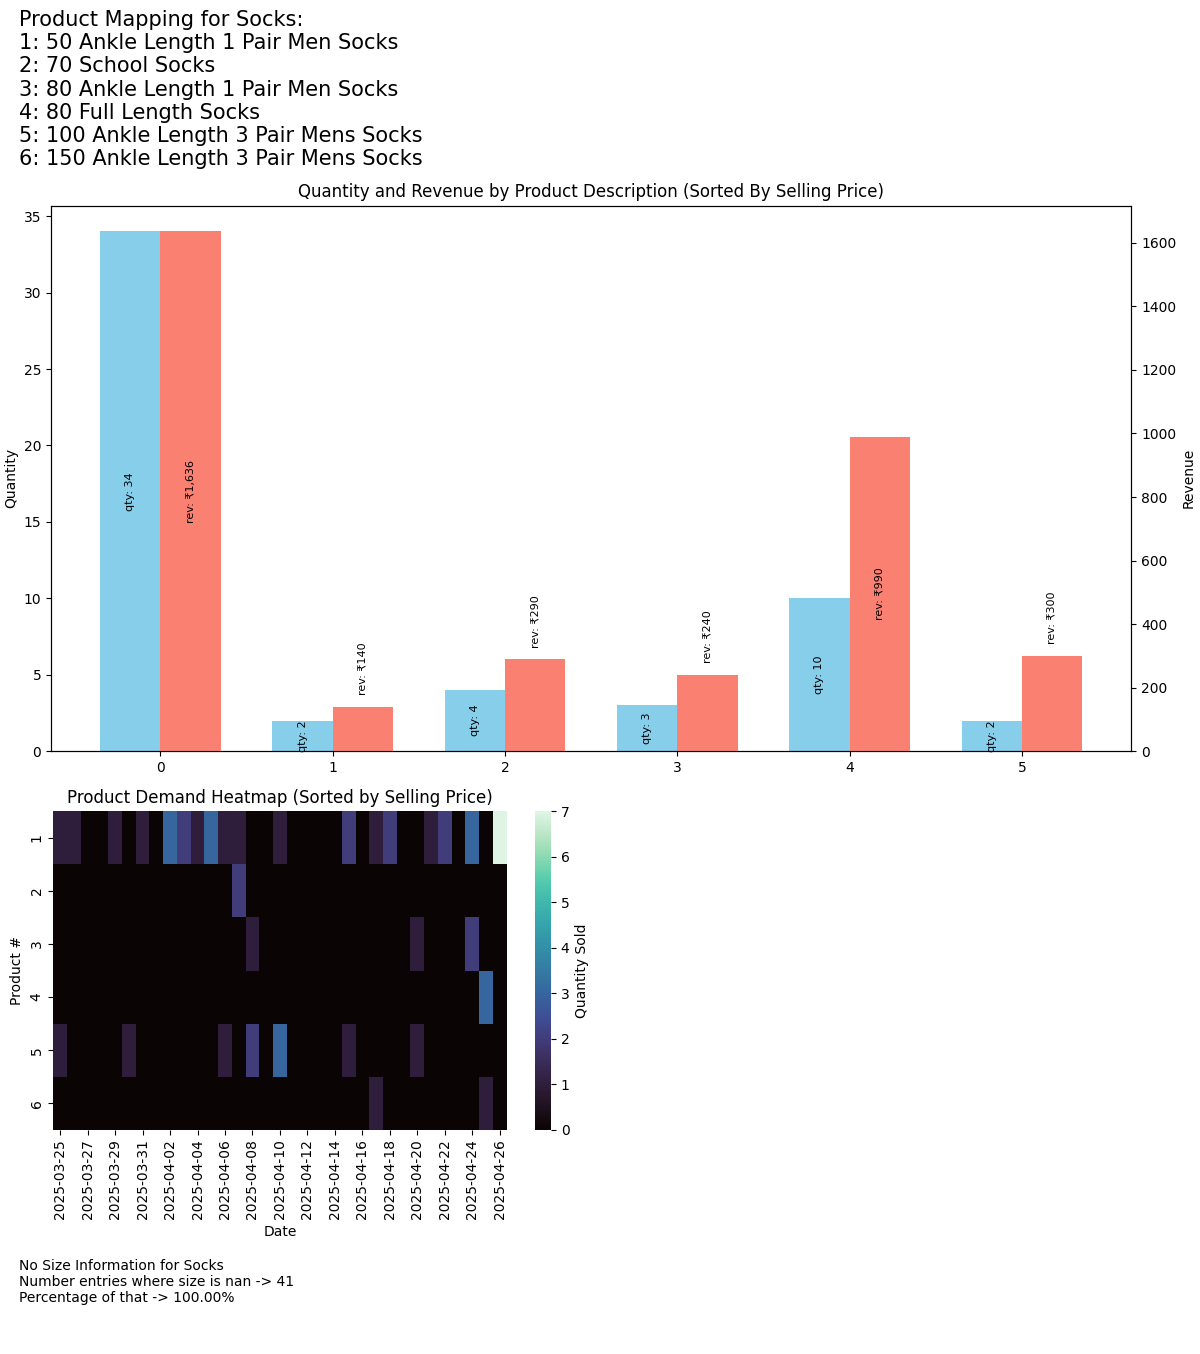 Product Mapping for Socks:
1: 50 Ankle Length 1 Pair Men Socks
2: 70 School Socks
3: 80 Ankle Length 1 Pair Men Socks
4: 80 Full Length Socks
5: 100 Ankle Length 3 Pair Mens Socks
6: 150 Ankle Length 3 Pair Mens Socks
Quantity and Revenue by Product Description (Sorted By Selling Price)
35
30
25
20
15
10
5
0
Quantity
qty: 34
rev: ₹1,636
qty: 2
rev: ₹140
qty: 4
rev: ₹290
qty: 3
rev: ₹240
qty: 10
rev: ₹990
qty: 2
rev: ₹300
1600
1400
1200
1000
800
600
400
200
0
Revenue
0 1 2 3 4 5
Product Demand Heatmap (Sorted by Selling Price)
Product #
1
2
3
4
5
6
7
6
5
4
3
2
1
0
Quantity Sold
2025-03-25
2025-03-27
2025-03-29
2025-03-31
2025-04-02
2025-04-04
2025-04-06
2025-04-08
2025-04-10
2025-04-12
2025-04-14
2025-04-16
2025-04-18
2025-04-20
2025-04-22
2025-04-24
2025-04-26
Date
No Size Information for Socks
Number entries where size is nan -> 41
Percentage of that -> 100.00%